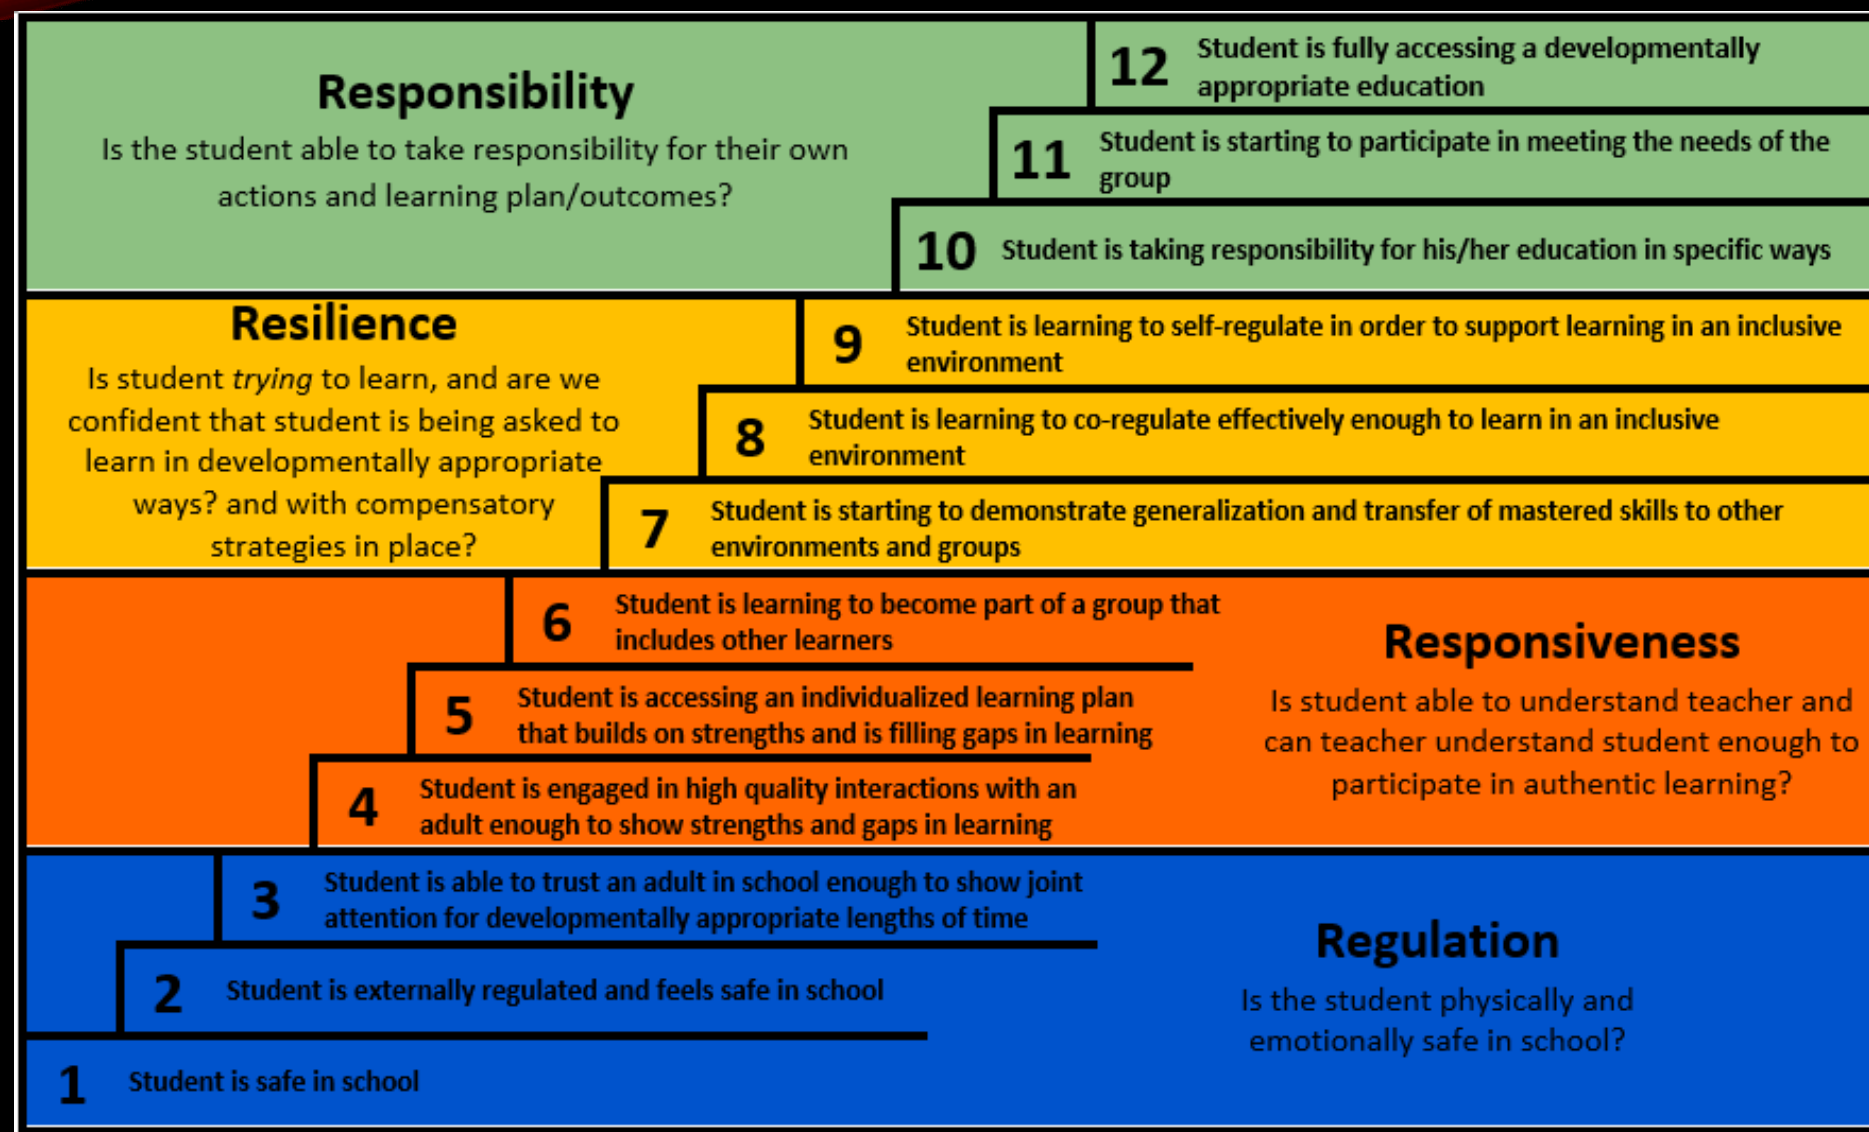 Responsibility
Is the student able to take responsibility for their own
actions and learning plan/outcomes?
12
Student is fully accessing a developmentally
appropriate education
11
Student is starting to participate in meeting the needs of the
group
10
Student is taking responsibility for his/her education in specific ways
Resilience
Is student trying to learn, and are we
confident that student is being asked to
learn in developmentally appropriate
ways? and with compensatory
strategies in place?
9
Student is learning to self-regulate in order to support learning in an inclusive
environment
8
Student is learning to co-regulate effectively enough to learn in an inclusive
environment
7
Student is starting to demonstrate generalization and transfer of mastered skills to other
environments and groups
6
Student is learning to become part of a group that
includes other learners
5
Student is accessing an individualized learning plan
that builds on strengths and is filling gaps in learning
4
Student is engaged in high quality interactions with an
adult enough to show strengths and gaps in learning
Responsiveness
Is student able to understand teacher and
can teacher understand student enough to
participate in authentic learning?
3
Student is able to trust an adult in school enough to show joint
attention for developmentally appropriate lengths of time
2
Student is externally regulated and feels safe in school
1
Student is safe in school
Regulation
Is the student physically and
emotionally safe in school?